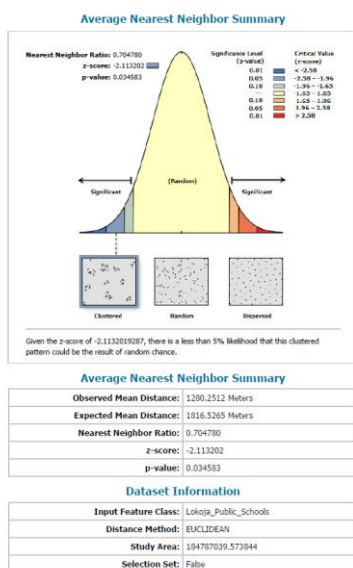 Average Nearest Neighbor Summary
Nearest Neighbor Ratio: 0.704780
z-score: -2.113202
p-value: 0.034583
Significance Level (p-value) Critical Value (z-score)
0.01 < -2.58
0.05 -2.58 - -1.96
0.10 -1.96 - -1.65
— -1.65 - 1.65
0.10 1.65 - 1.96
0.05 1.96 - 2.58
0.01 > 2.58
(Random)
Significant Significant
Clustered Random Dispersed
Given the z-score of -2.1132019287, there is a less than 5% likelihood that this clustered
pattern could be the result of random chance.
Average Nearest Neighbor Summary
Observed Mean Distance: 1280.2512 Meters
Expected Mean Distance: 1816.5265 Meters
Nearest Neighbor Ratio: 0.704780
z-score: -2.113202
p-value: 0.034583
Dataset Information
Input Feature Class: Lokoja_Public_Schools
Distance Method: EUCLIDEAN
Study Area: 184787039.573844
Selection Set: False